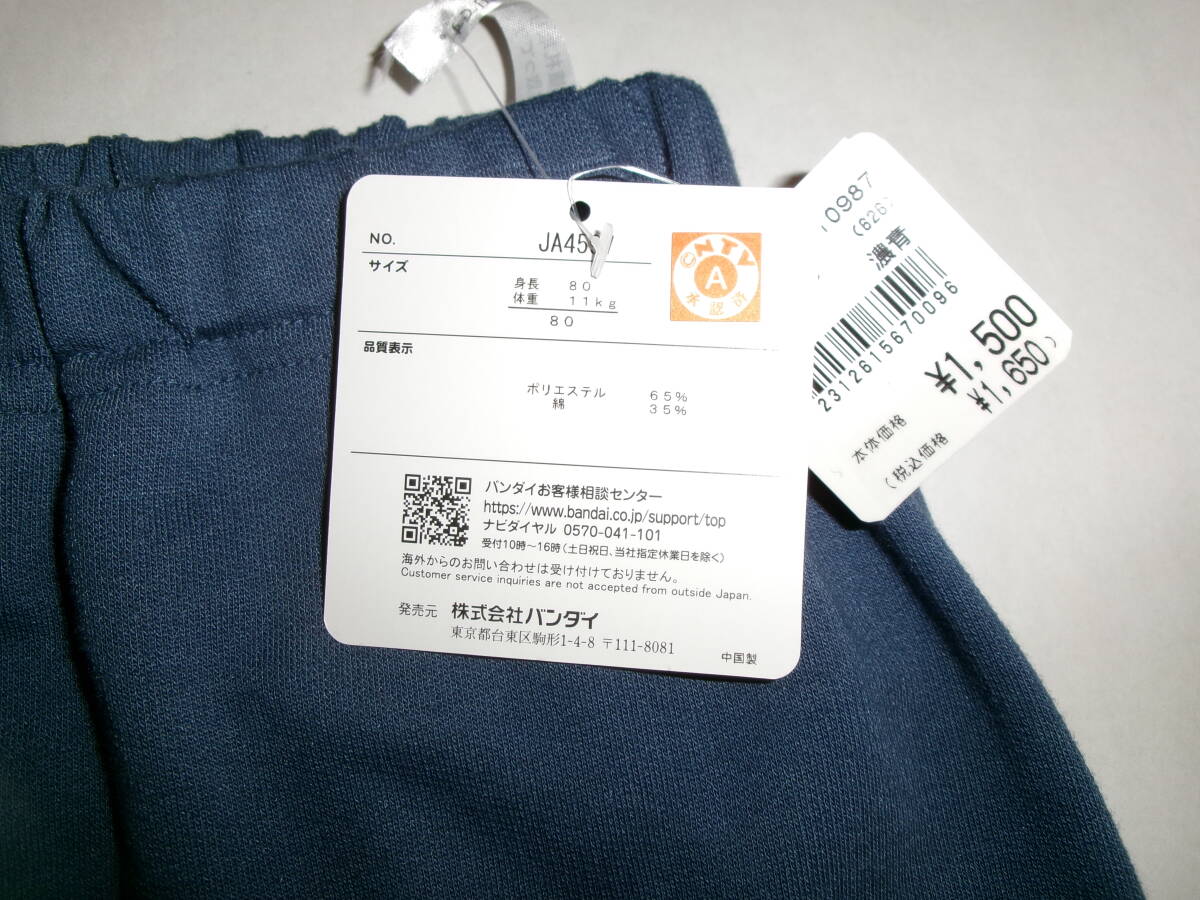 NO. JA45
サイズ
身長 80
体重 11kg
80
©NTV
A
承認済
品質表示
ポリエステル 65%
綿 35%
バンダイお客様相談センター
https://www.bandai.co.jp/support/top
ナビダイヤル 0570-041-101
受付10時～16時(土日祝日、当社指定休業日を除く)
海外からのお問い合わせは受け付けておりません。
Customer service inquiries are not accepted from outside Japan.
発売元 株式会社バンダイ
東京都台東区駒形1-4-8 〒111-8081
中国製
0987
(626)
濃青
2312615670096
本体価格 ¥1,500
(税込価格 ¥1,650)